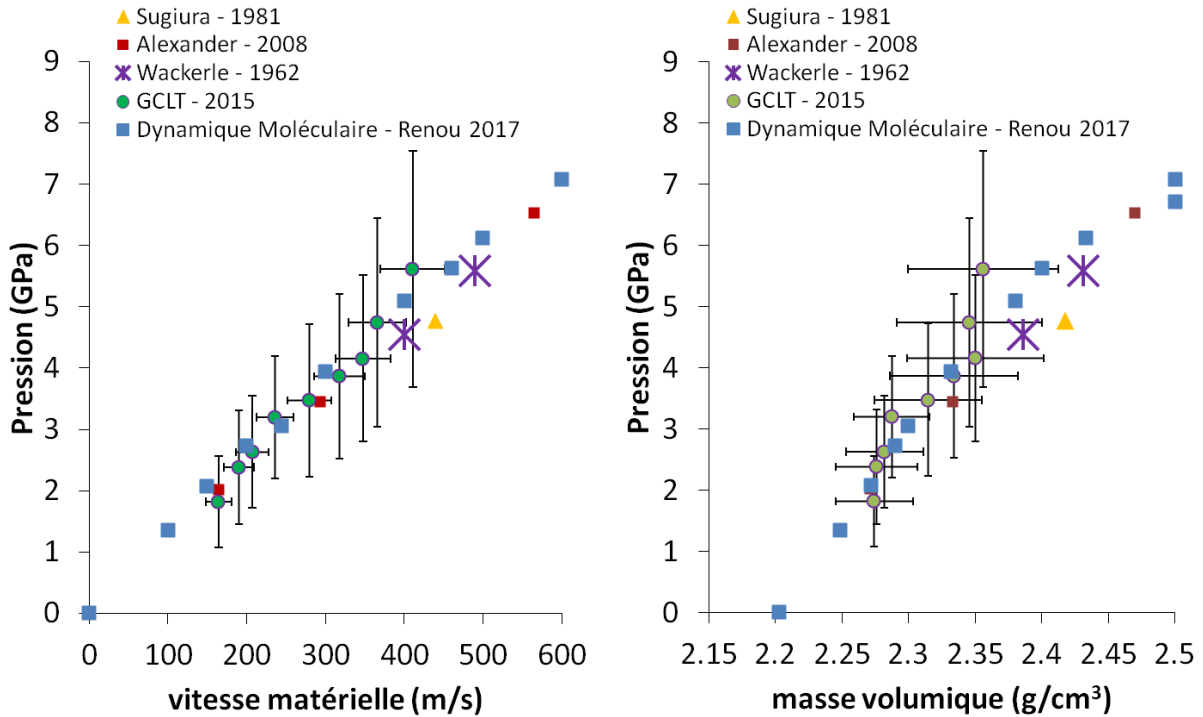 Sugiura - 1981
Alexander - 2008
Wackerle - 1962
GCLT - 2015
Dynamique Moléculaire - Renou 2017
9
8
7
6
5
4
3
2
1
0
Pression (GPa)
0 100 200 300 400 500 600
vitesse matérielle (m/s)
Sugiura - 1981
Alexander - 2008
Wackerle - 1962
GCLT - 2015
Dynamique Moléculaire - Renou 2017
9
8
7
6
5
4
3
2
1
0
Pression (GPa)
2.15 2.2 2.25 2.3 2.35 2.4 2.45 2.5
masse volumique (g/cm³)